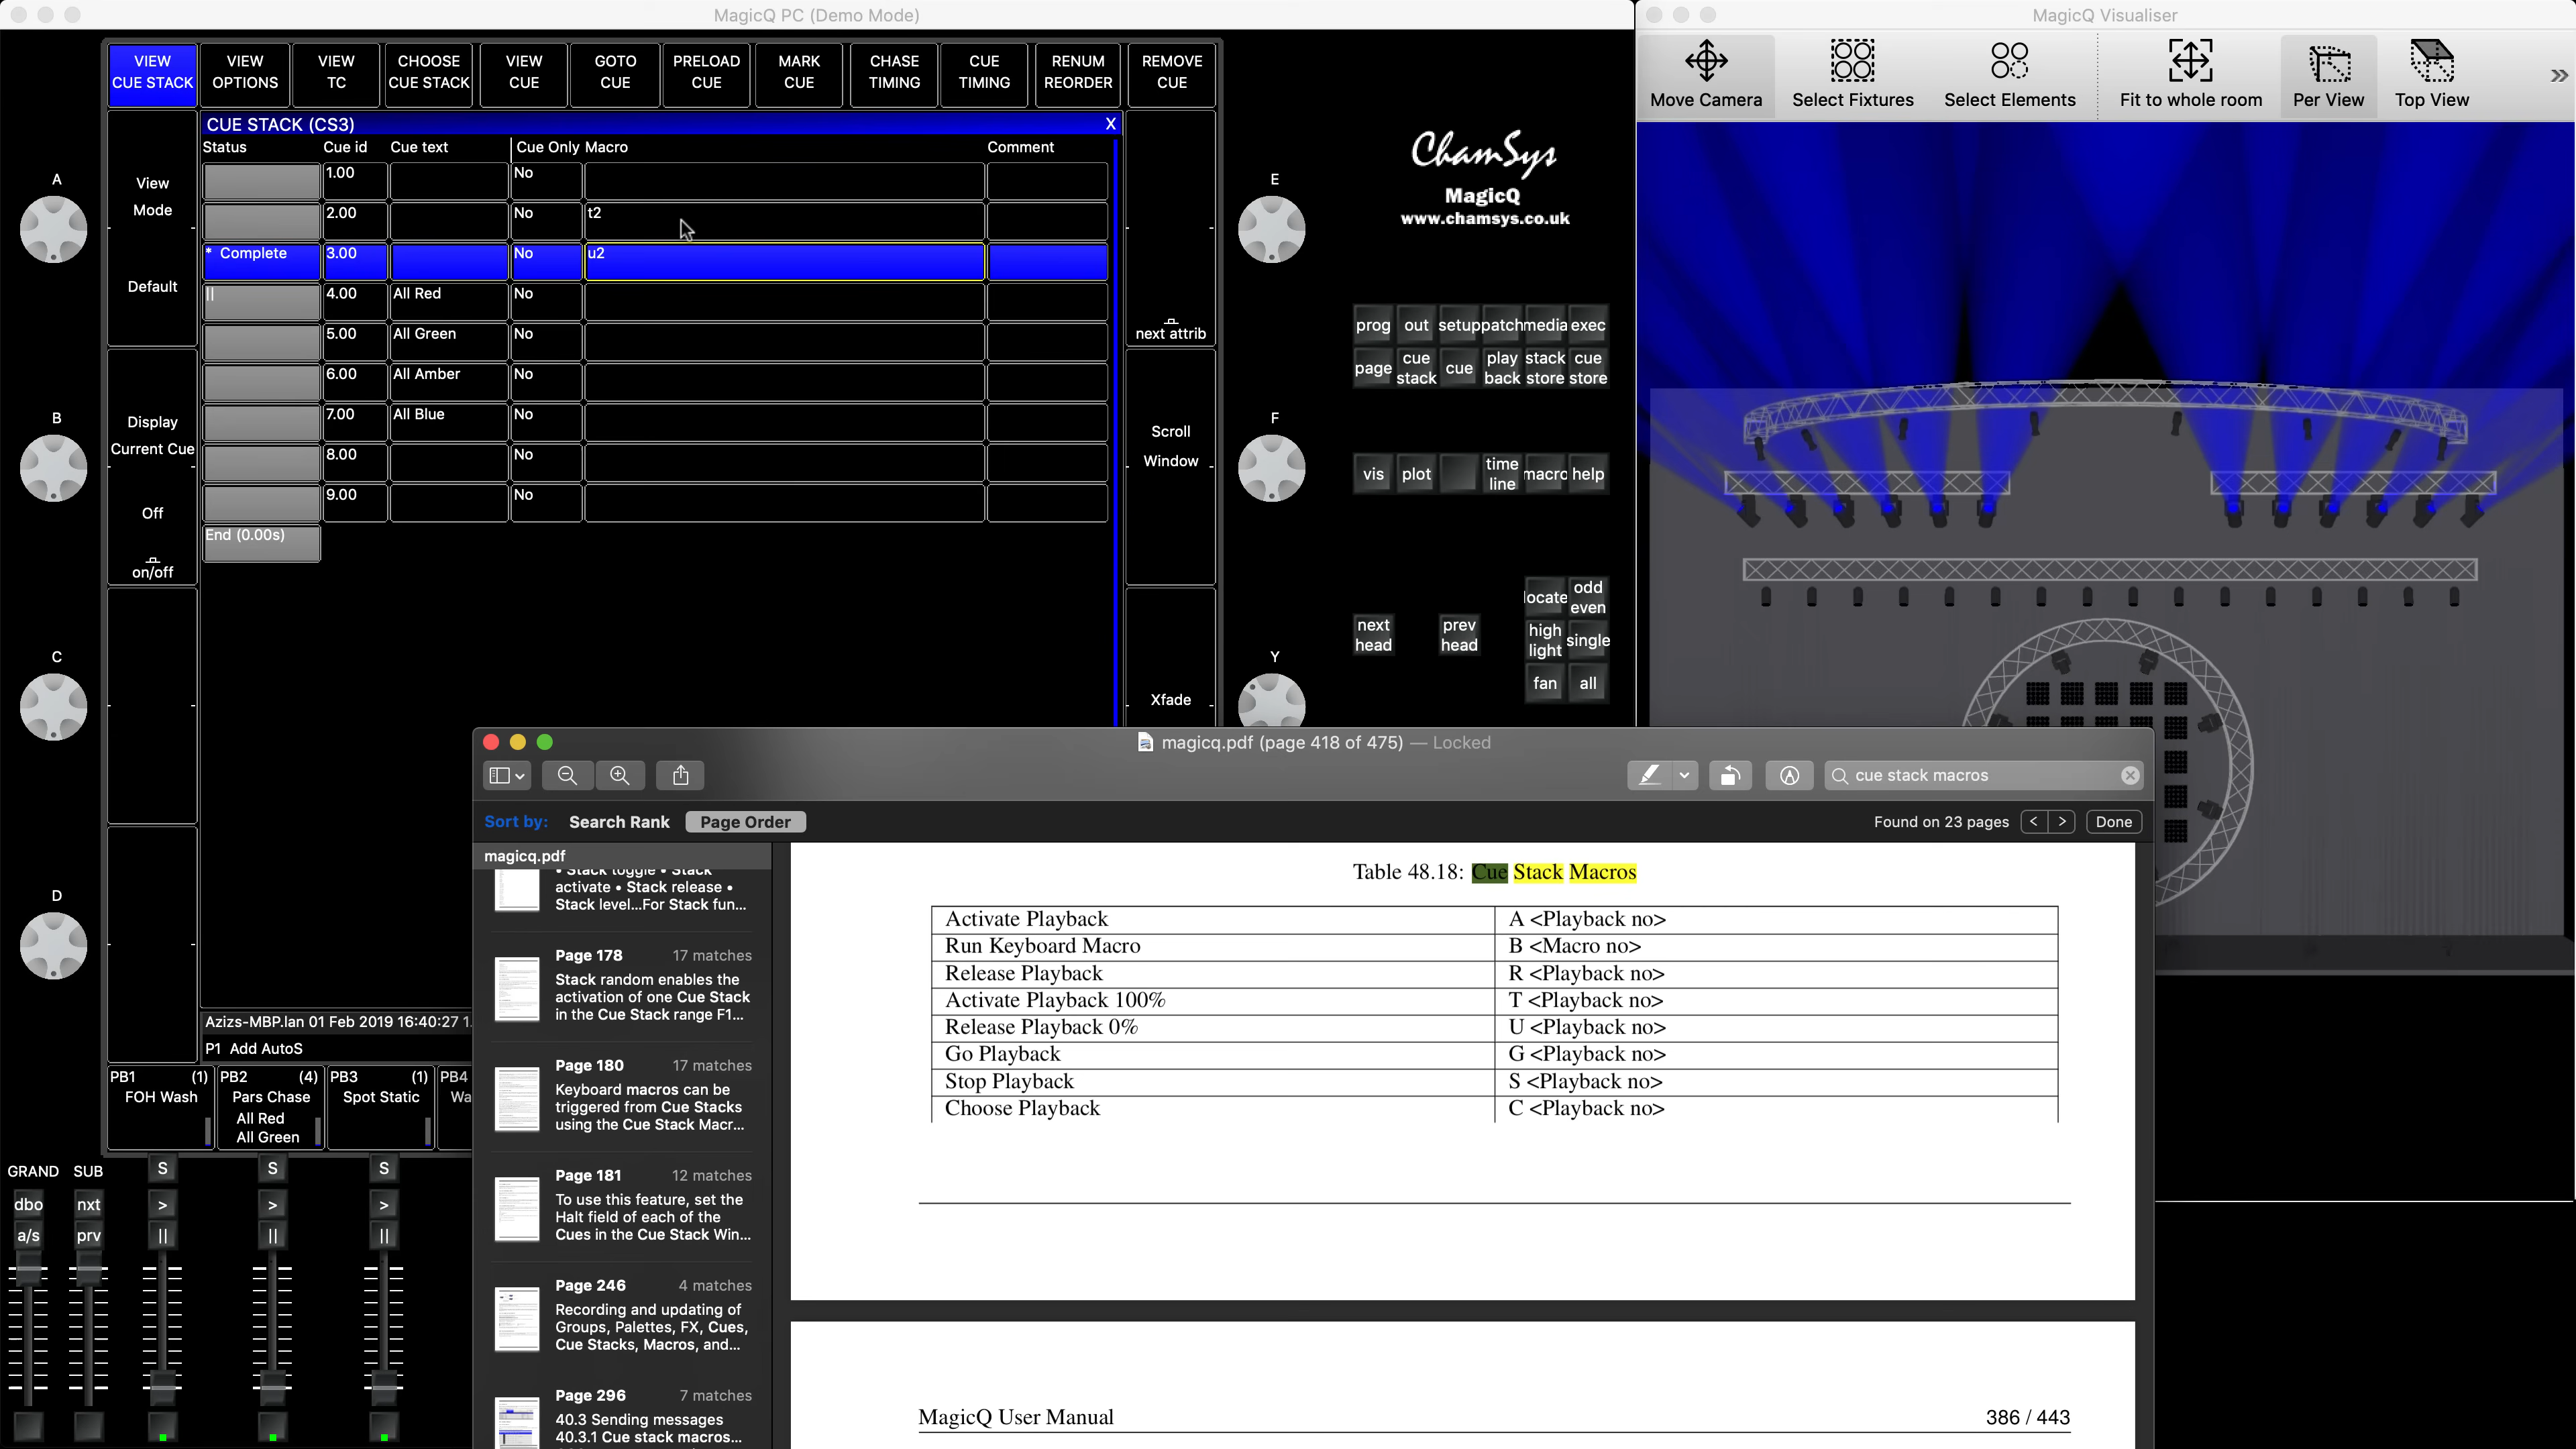 MagicQ PC (Demo Mode)
MagicQ Visualiser
VIEW CUE STACK
VIEW OPTIONS
VIEW TC
CHOOSE CUE STACK
VIEW CUE
GOTO CUE
PRELOAD CUE
MARK CUE
CHASE TIMING
CUE TIMING
RENUM REORDER
REMOVE CUE
Move Camera
Select Fixtures
Select Elements
Fit to whole room
Per View
Top View
»
CUE STACK (CS3) X
Status Cue id Cue text Cue Only Macro Comment
1.00 No
2.00 No t2
* Complete 3.00 No u2
|| 4.00 All Red No
5.00 All Green No
6.00 All Amber No
7.00 All Blue No
8.00 No
9.00 No
End (0.00s)
A
B
C
D
View
Mode
Default
Display
Current Cue
Off
on/off
next attrib
Scroll
Window
Xfade
E
F
Y
ChamSys
MagicQ
www.chamsys.co.uk
prog out setup patch media exec
page cue stack cue play back stack store cue store
vis plot time line macro help
next head
prev head
locate odd even
high light single
fan all
Azizs-MBP.lan 01 Feb 2019 16:40:27 1.
P1 Add AutoS
PB1 (1)
FOH Wash
PB2 (4)
Pars Chase
All Red
All Green
PB3 (1)
Spot Static
PB4
Wa
GRAND SUB
S S S
dbo nxt > > >
a/s prv || || ||
magicq.pdf (page 418 of 475) — Locked
cue stack macros
Sort by: Search Rank Page Order
Found on 23 pages < > Done
magicq.pdf
• Stack toggle • Stack
activate • Stack release •
Stack level...For Stack fun...
Page 178 17 matches
Stack random enables the
activation of one Cue Stack
in the Cue Stack range F1...
Page 180 17 matches
Keyboard macros can be
triggered from Cue Stacks
using the Cue Stack Macr...
Page 181 12 matches
To use this feature, set the
Halt field of each of the
Cues in the Cue Stack Win...
Page 246 4 matches
Recording and updating of
Groups, Palettes, FX, Cues,
Cue Stacks, Macros, and...
Page 296 7 matches
40.3 Sending messages
40.3.1 Cue stack macros...
Table 48.18: Cue Stack Macros
Activate Playback A <Playback no>
Run Keyboard Macro B <Macro no>
Release Playback R <Playback no>
Activate Playback 100% T <Playback no>
Release Playback 0% U <Playback no>
Go Playback G <Playback no>
Stop Playback S <Playback no>
Choose Playback C <Playback no>
MagicQ User Manual 386 / 443